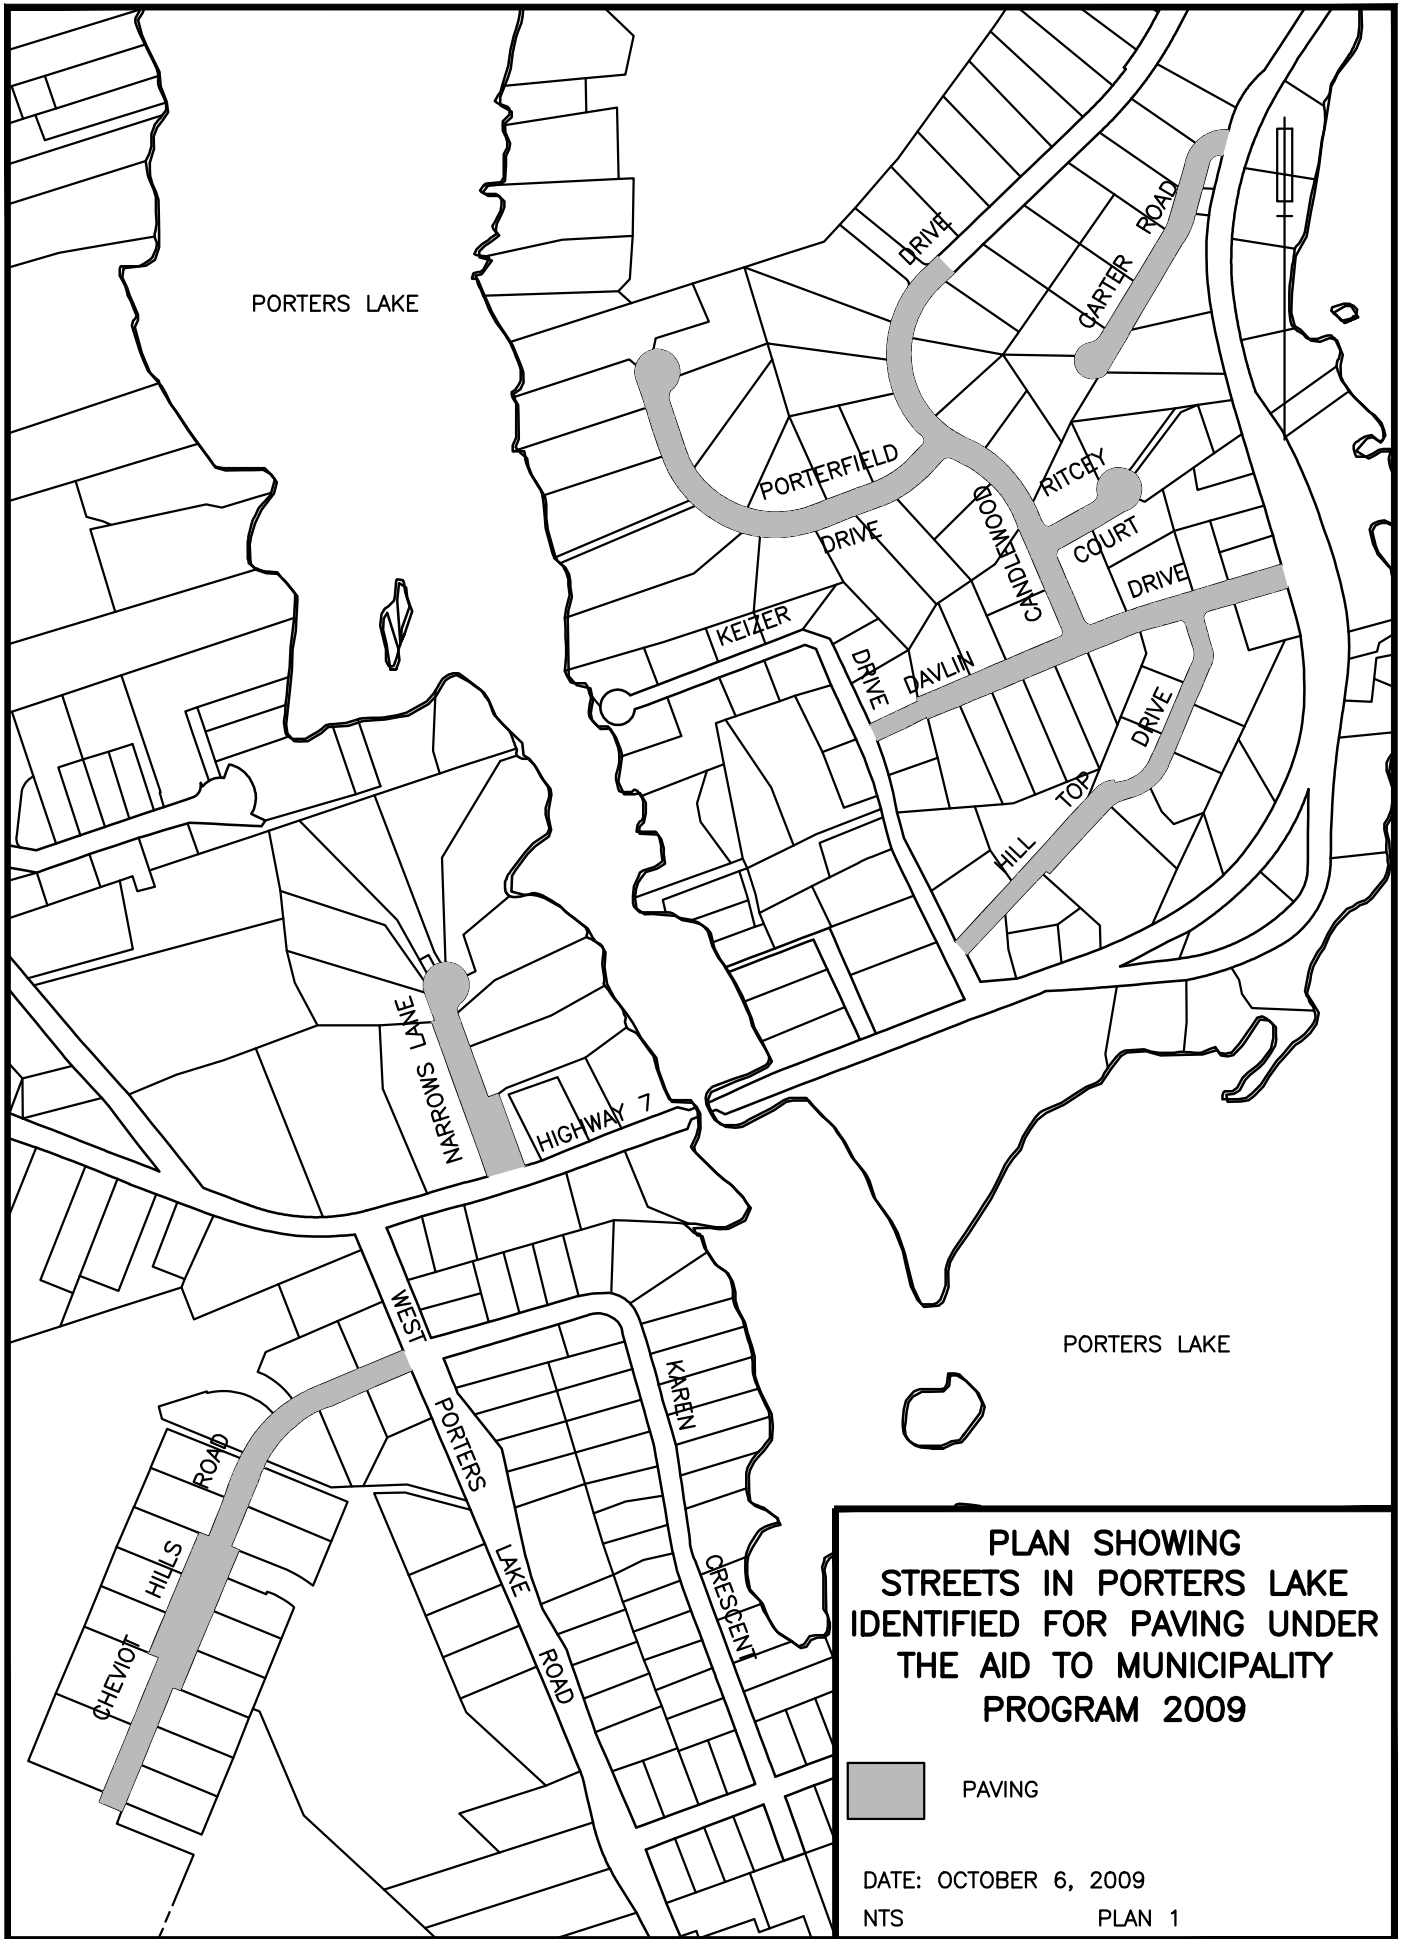 PORTERS LAKE
DRIVE
CARTER ROAD
PORTERFIELD
DRIVE
RITCEY
COURT
CANDLEWOOD
DRIVE
KEIZER
DRIVE
DAVLIN
HILL TOP DRIVE
NARROWS LANE
HIGHWAY 7
WEST PORTERS LAKE ROAD
KAREN CRESCENT
CHEVIOT HILLS ROAD
PORTERS LAKE
PLAN SHOWING
STREETS IN PORTERS LAKE
IDENTIFIED FOR PAVING UNDER
THE AID TO MUNICIPALITY
PROGRAM 2009
PAVING
DATE: OCTOBER 6, 2009
NTS PLAN 1